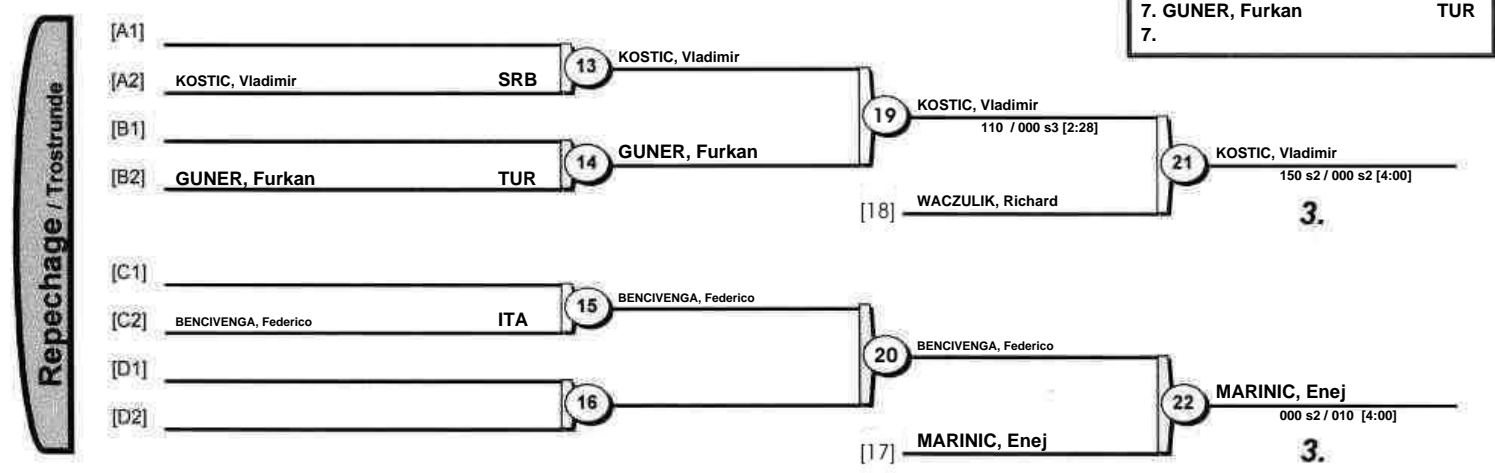 7. GUNER, Furkan TUR
7.
Repechage / Trostrunde
[A1]
[A2] KOSTIC, Vladimir SRB
13
KOSTIC, Vladimir
[B1]
[B2] GUNER, Furkan TUR
14
GUNER, Furkan
19
KOSTIC, Vladimir
110 / 000 s3 [2:28]
[18] WACZULIK, Richard
21
KOSTIC, Vladimir
150 s2 / 000 s2 [4:00]
3.
[C1]
[C2] BENCIVENGA, Federico ITA
15
BENCIVENGA, Federico
[D1]
[D2]
16
20
BENCIVENGA, Federico
[17] MARINIC, Enej
22
MARINIC, Enej
000 s2 / 010 [4:00]
3.